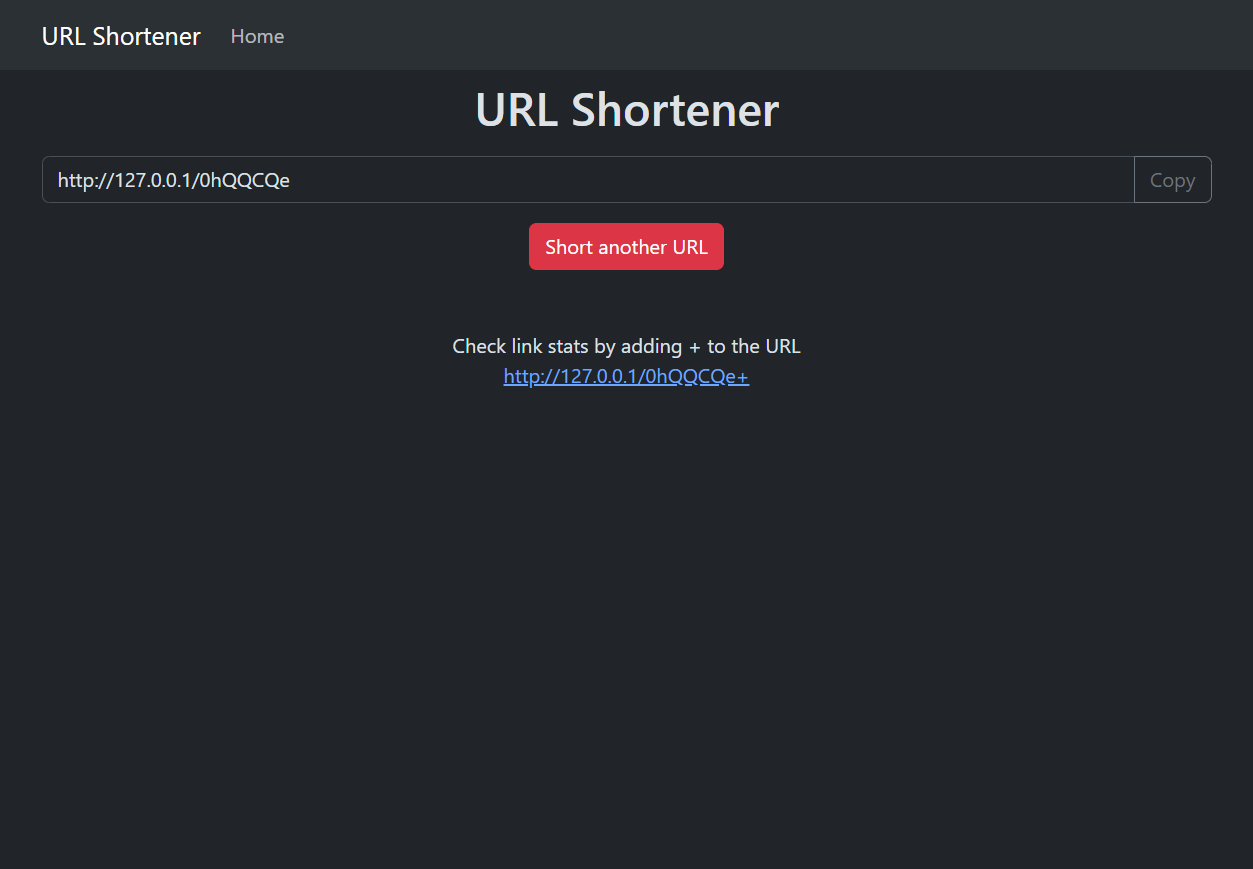 URL Shortener Home
URL Shortener
http://127.0.0.1/0hQQCQe Copy
Short another URL
Check link stats by adding + to the URL
http://127.0.0.1/0hQQCQe+